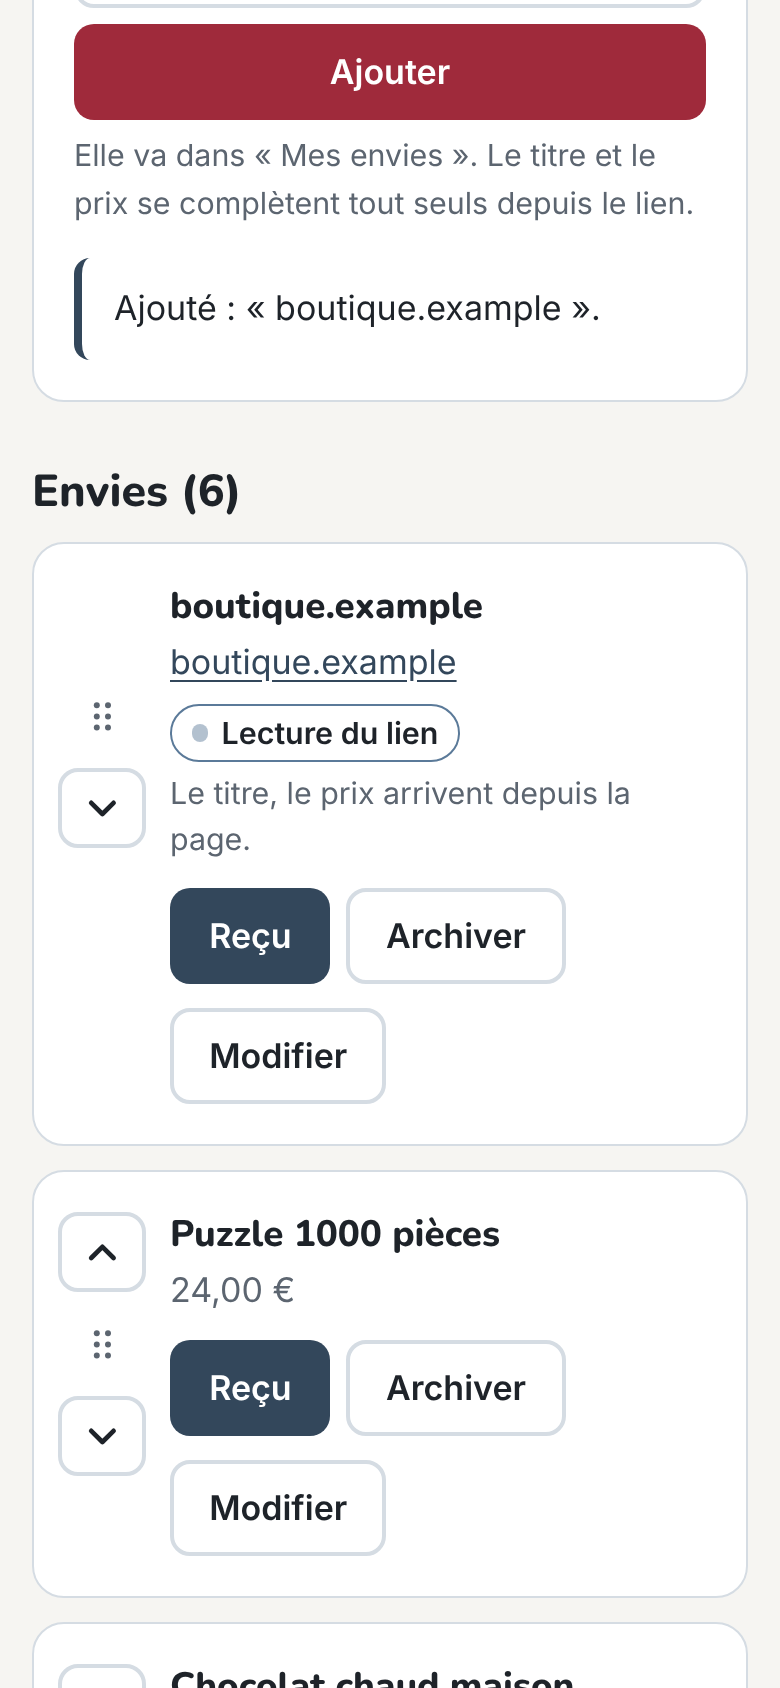 Ajouter
Elle va dans « Mes envies ». Le titre et le
prix se complètent tout seuls depuis le lien.
Ajouté : « boutique.example ».
Envies (6)
boutique.example
boutique.example
Lecture du lien
Le titre, le prix arrivent depuis la
page.
Reçu
Archiver
Modifier
Puzzle 1000 pièces
24,00 €
Reçu
Archiver
Modifier
Chocolat chaud maison